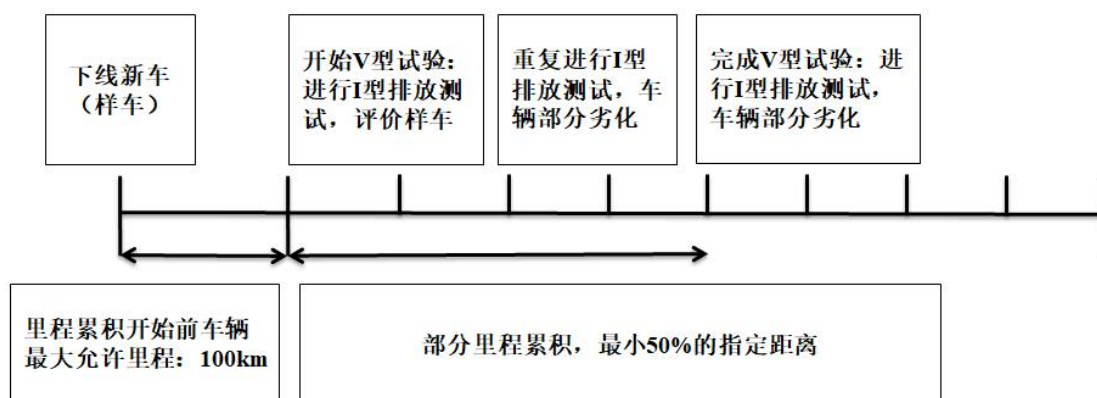 下线新车
（样车）
开始V型试验：
进行I型排放测
试，评价样车
重复进行I型
排放测试，车
辆部分劣化
完成V型试验：进
行I型排放测试，
车辆部分劣化
里程累积开始前车辆
最大允许里程：100km
部分里程累积，最小50%的指定距离